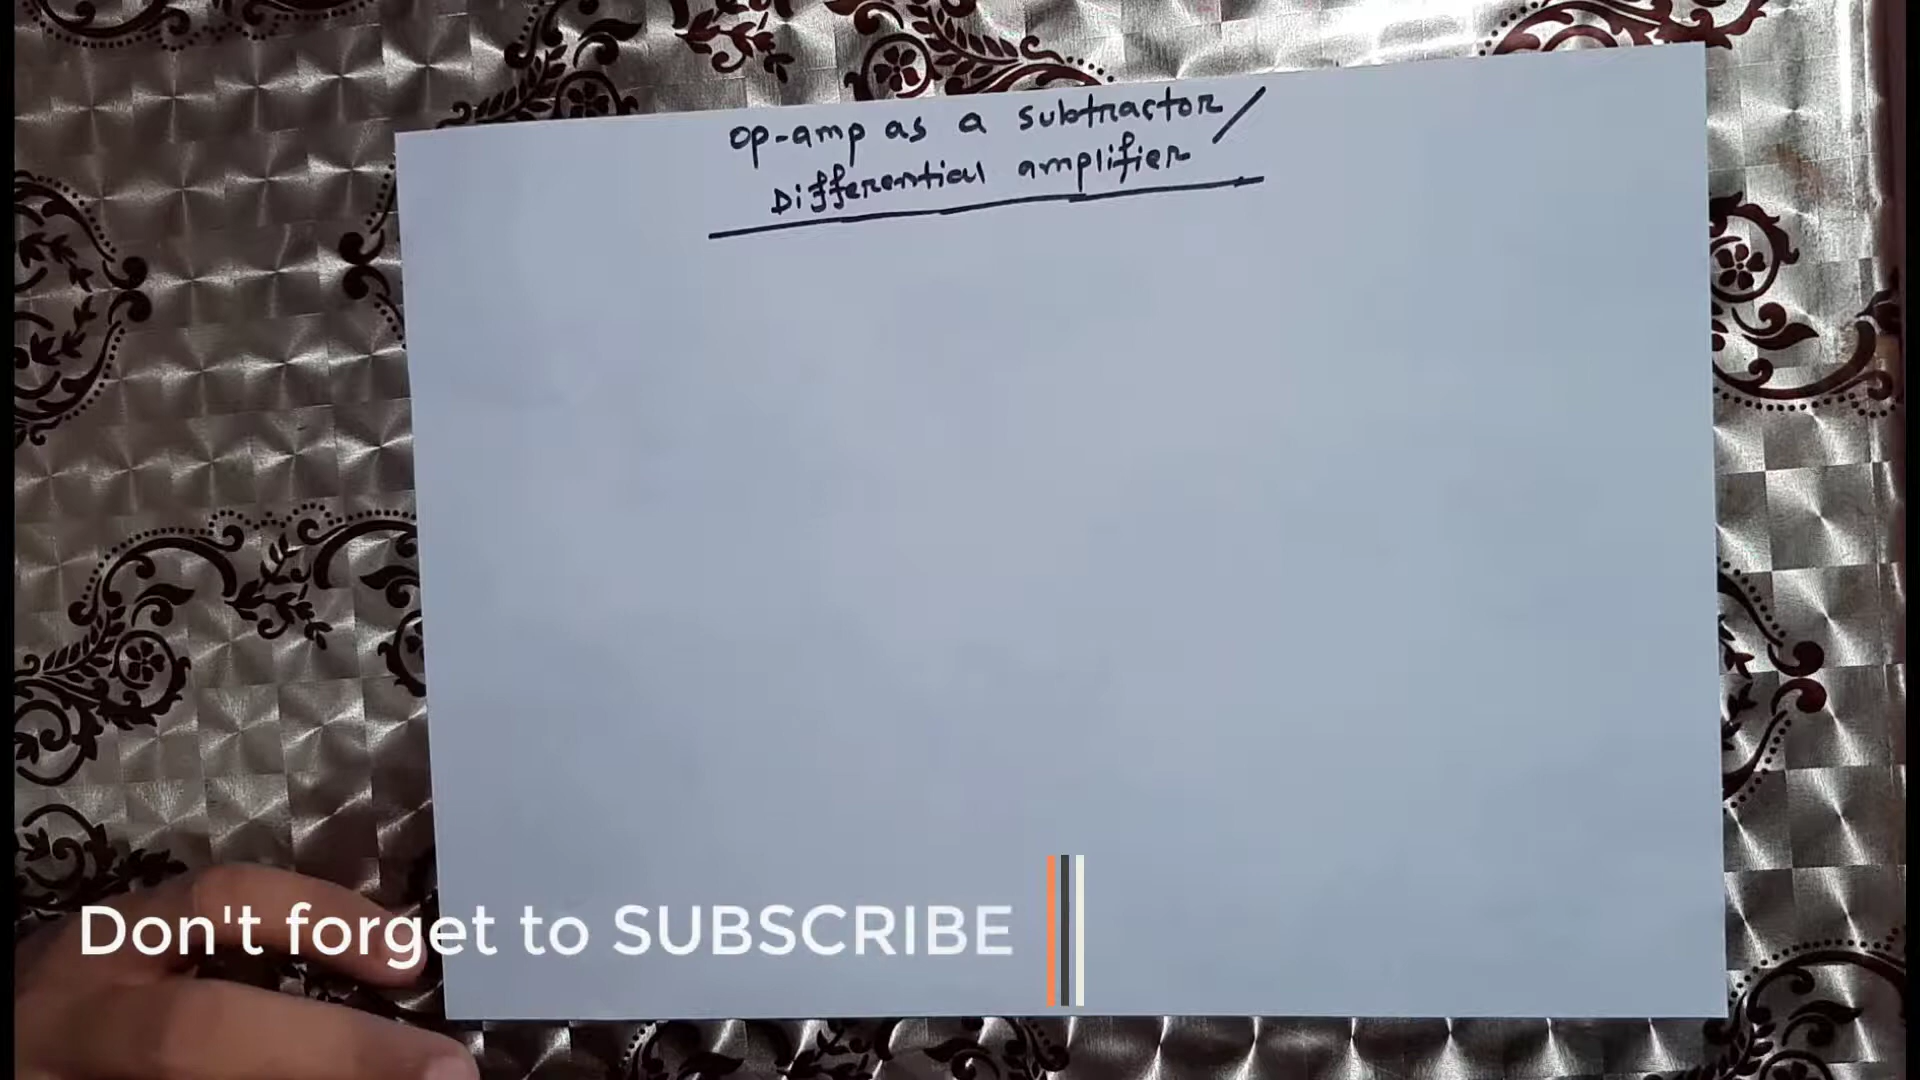 Op-amp as a subtractor/
Differential amplifier
Don't forget to SUBSCRIBE